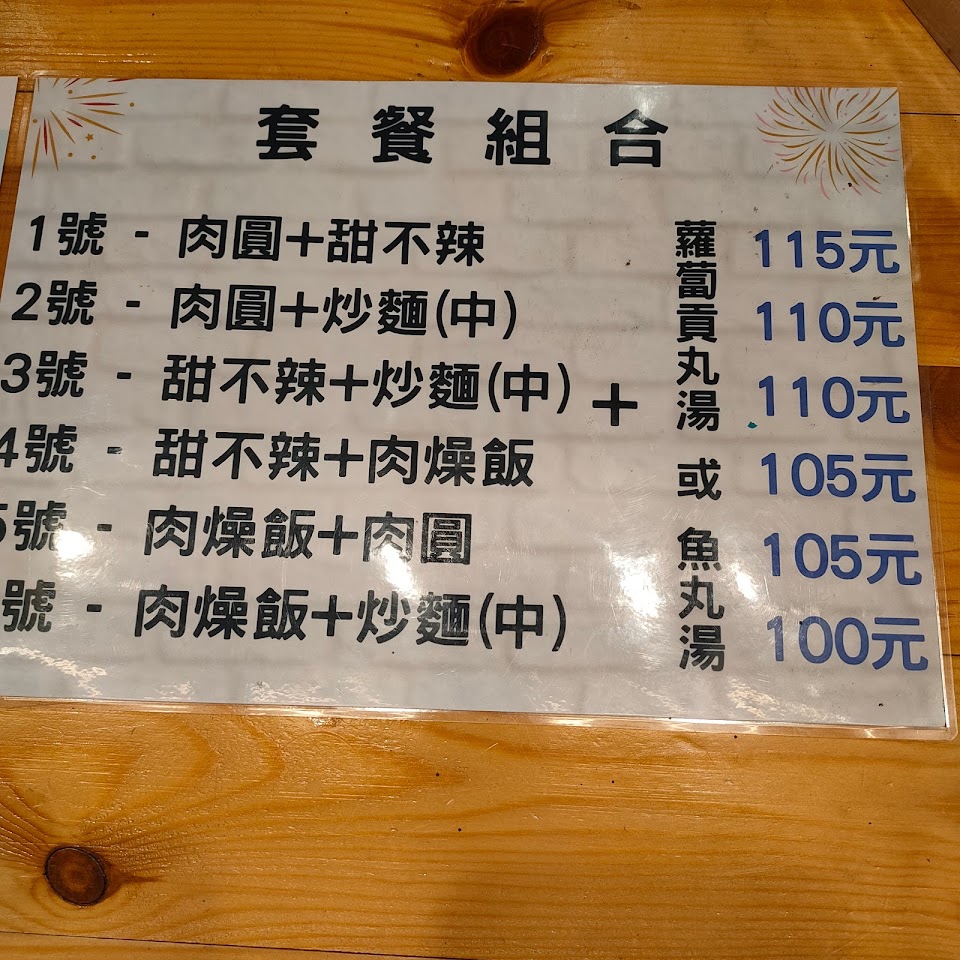 套餐組合
1號 - 肉圓+甜不辣 115元
2號 - 肉圓+炒麵(中) 110元
3號 - 甜不辣+炒麵(中) 110元
4號 - 甜不辣+肉燥飯 105元
5號 - 肉燥飯+肉圓 105元
號 - 肉燥飯+炒麵(中) 100元
+
蘿蔔貢丸湯 或 魚丸湯